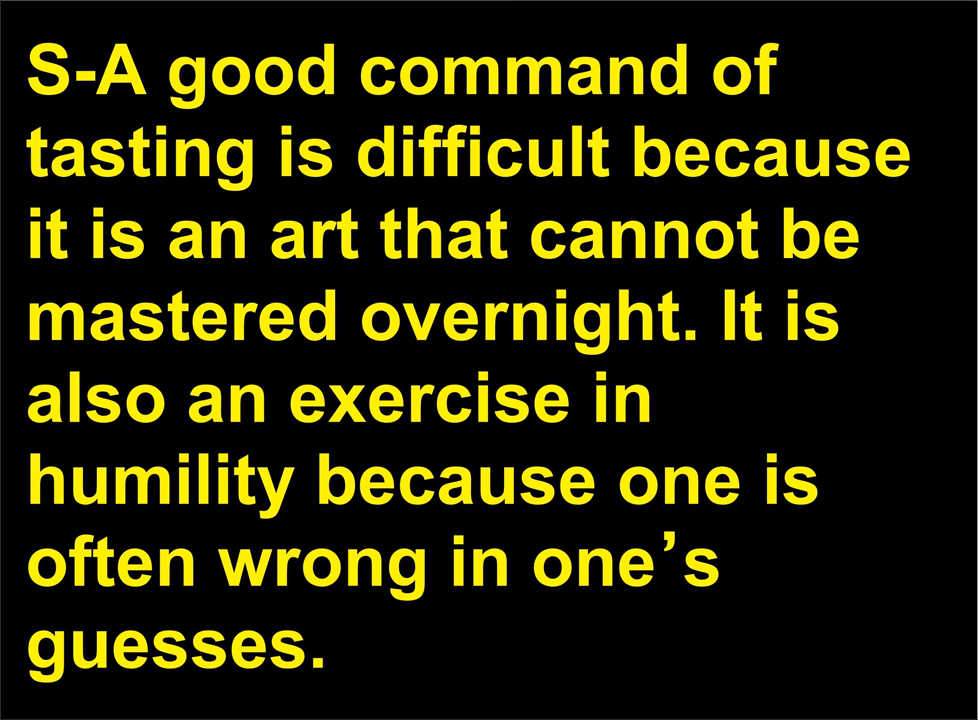 S-A good command of
tasting is difficult because
it is an art that cannot be
mastered overnight. It is
also an exercise in
humility because one is
often wrong in one’s
guesses.